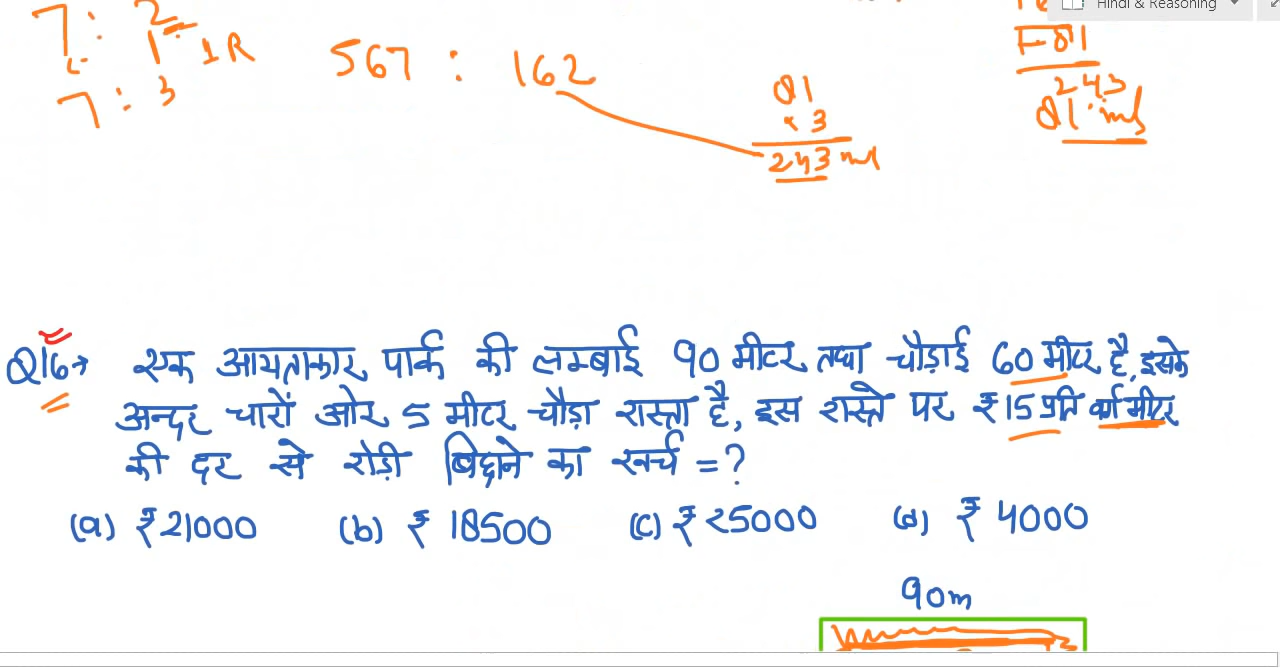 Hindi & Reasoning
7 : 2
1 1R
7 : 3
567 : 162
81
× 3
243 ml
243
81 ml
Q16→ एक आयताकार पार्क की लम्बाई 90 मीटर तथा चौड़ाई 60 मीटर है, इसके
अन्दर चारों ओर 5 मीटर चौड़ा रास्ता है, इस रास्ते पर ₹15 प्रति वर्ग मीटर
की दर से रोड़ी बिछाने का खर्च = ?
(a) ₹21000 (b) ₹ 18500 (c) ₹25000 (d) ₹ 4000
90m